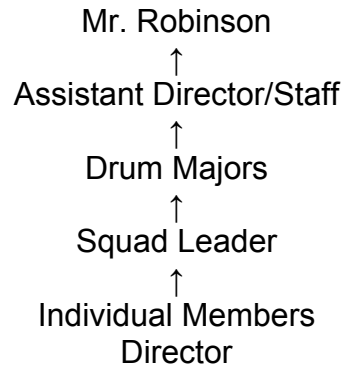 Mr. Robinson
↑
Assistant Director/Staff
↑
Drum Majors
↑
Squad Leader
↑
Individual Members
Director